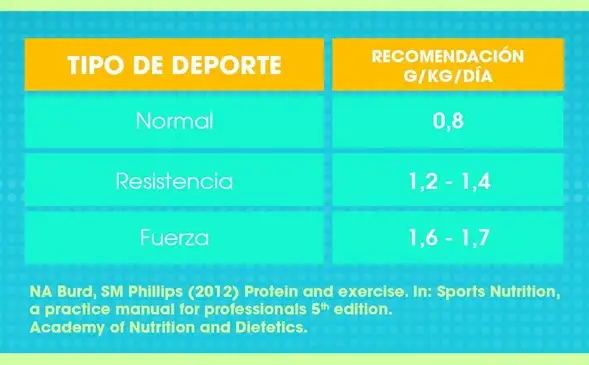 TIPO DE DEPORTE
RECOMENDACIÓN
G/KG/DÍA
Normal
0,8
Resistencia
1,2 - 1,4
Fuerza
1,6 - 1,7
NA Burd, SM Phillips (2012) Protein and exercise. In: Sports Nutrition,
a practice manual for professionals 5th edition.
Academy of Nutrition and Dietetics.